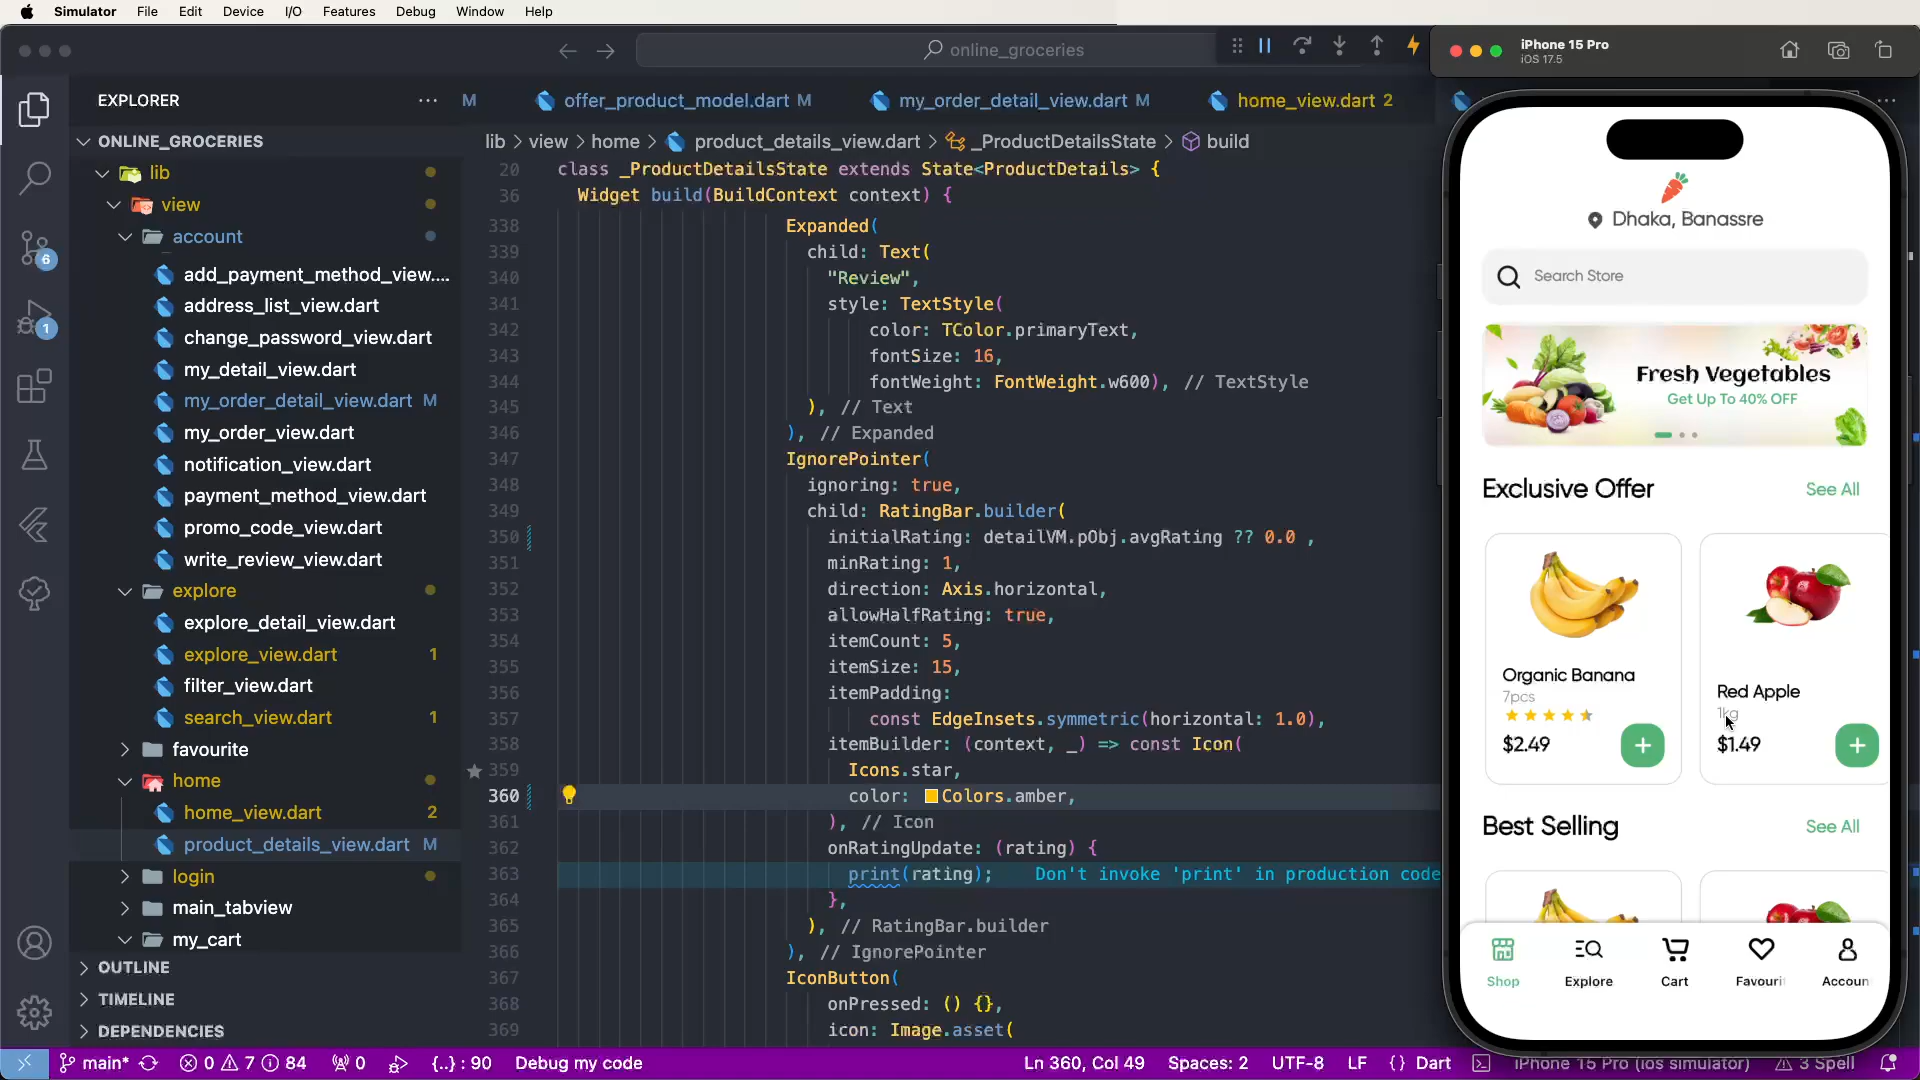 Simulator File Edit Device I/O Features Debug Window Help
online_groceries
iPhone 15 Pro
iOS 17.5
EXPLORER
M
offer_product_model.dart M
my_order_detail_view.dart M
home_view.dart 2
ONLINE_GROCERIES
lib > view > home > product_details_view.dart > _ProductDetailsState > build
lib
view
account
add_payment_method_view....
address_list_view.dart
change_password_view.dart
my_detail_view.dart
my_order_detail_view.dart M
my_order_view.dart
notification_view.dart
payment_method_view.dart
promo_code_view.dart
write_review_view.dart
explore
explore_detail_view.dart
explore_view.dart 1
filter_view.dart
search_view.dart 1
favourite
home
home_view.dart 2
product_details_view.dart M
login
main_tabview
my_cart
OUTLINE
TIMELINE
DEPENDENCIES
6
1
20 class _ProductDetailsState extends State<ProductDetails> {
36 Widget build(BuildContext context) {
338 Expanded(
339 child: Text(
340 "Review",
341 style: TextStyle(
342 color: TColor.primaryText,
343 fontSize: 16,
344 fontWeight: FontWeight.w600), // TextStyle
345 ), // Text
346 ), // Expanded
347 IgnorePointer(
348 ignoring: true,
349 child: RatingBar.builder(
350 initialRating: detailVM.pObj.avgRating ?? 0.0 ,
351 minRating: 1,
352 direction: Axis.horizontal,
353 allowHalfRating: true,
354 itemCount: 5,
355 itemSize: 15,
356 itemPadding:
357 const EdgeInsets.symmetric(horizontal: 1.0),
358 itemBuilder: (context, _) => const Icon(
359 Icons.star,
360 color: Colors.amber,
361 ), // Icon
362 onRatingUpdate: (rating) {
363 print(rating); Don't invoke 'print' in production code
364 },
365 ), // RatingBar.builder
366 ), // IgnorePointer
367 IconButton(
368 onPressed: () {},
369 icon: Image.asset(
Dhaka, Banassre
Search Store
Fresh Vegetables
Get Up To 40% OFF
Exclusive Offer See All
Organic Banana
7pcs
$2.49
Red Apple
1kg
$1.49
Best Selling See All
Shop Explore Cart Favouri Accoun
main* 0 7 84 0 {..} : 90 Debug my code Ln 360, Col 49 Spaces: 2 UTF-8 LF {} Dart iPhone 15 Pro (ios simulator) 3 Spell